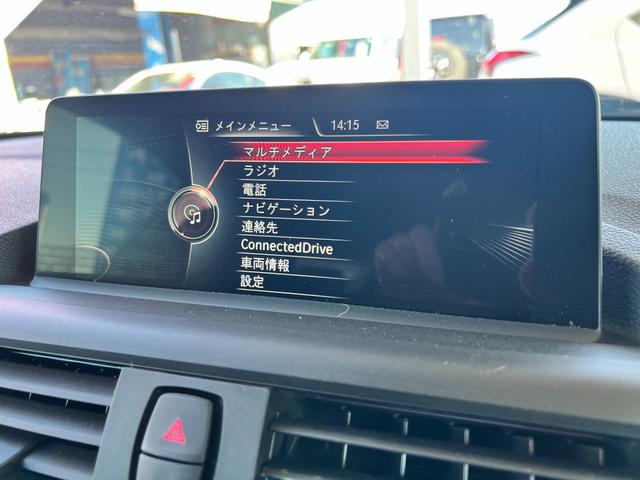 メインメニュー 14:15
マルチメディア
ラジオ
電話
ナビゲーション
連絡先
ConnectedDrive
車両情報
設定